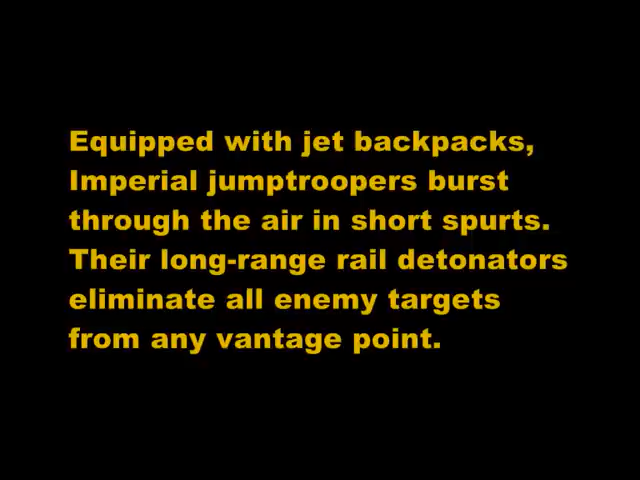 Equipped with jet backpacks,
Imperial jumptroopers burst
through the air in short spurts.
Their long-range rail detonators
eliminate all enemy targets
from any vantage point.